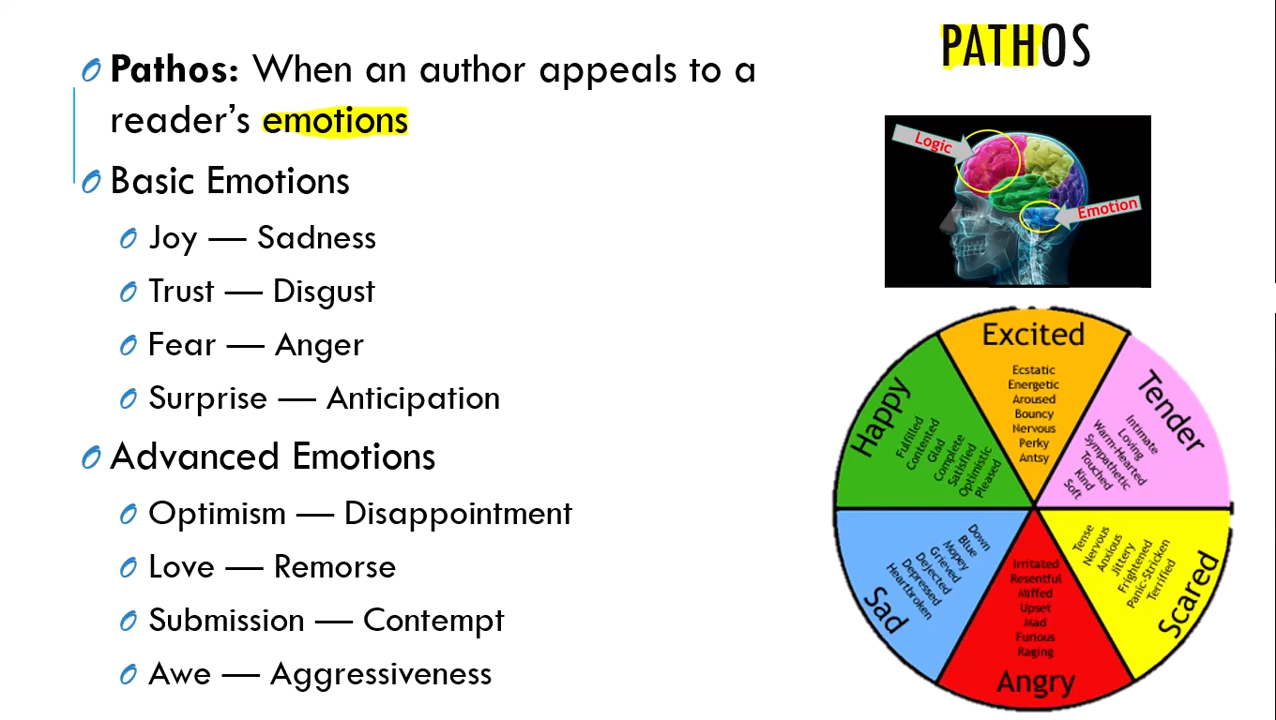 PATHOS
Pathos: When an author appeals to a
reader's emotions
Basic Emotions
Joy — Sadness
Trust — Disgust
Fear — Anger
Surprise — Anticipation
Advanced Emotions
Optimism — Disappointment
Love — Remorse
Submission — Contempt
Awe — Aggressiveness
Logic
Emotion
Excited
Ecstatic
Energetic
Aroused
Bouncy
Nervous
Perky
Antsy
Tender
Intimate
Loving
Warm-Hearted
Sympathetic
Touched
Kind
Soft
Scared
Tense
Nervous
Anxious
Jittery
Frightened
Panic-Stricken
Terrified
Angry
Irritated
Resentful
Miffed
Upset
Mad
Furious
Raging
Sad
Down
Blue
Mopey
Grieved
Dejected
Depressed
Heartbroken
Happy
Fulfilled
Contented
Glad
Complete
Satisfied
Optimistic
Pleased